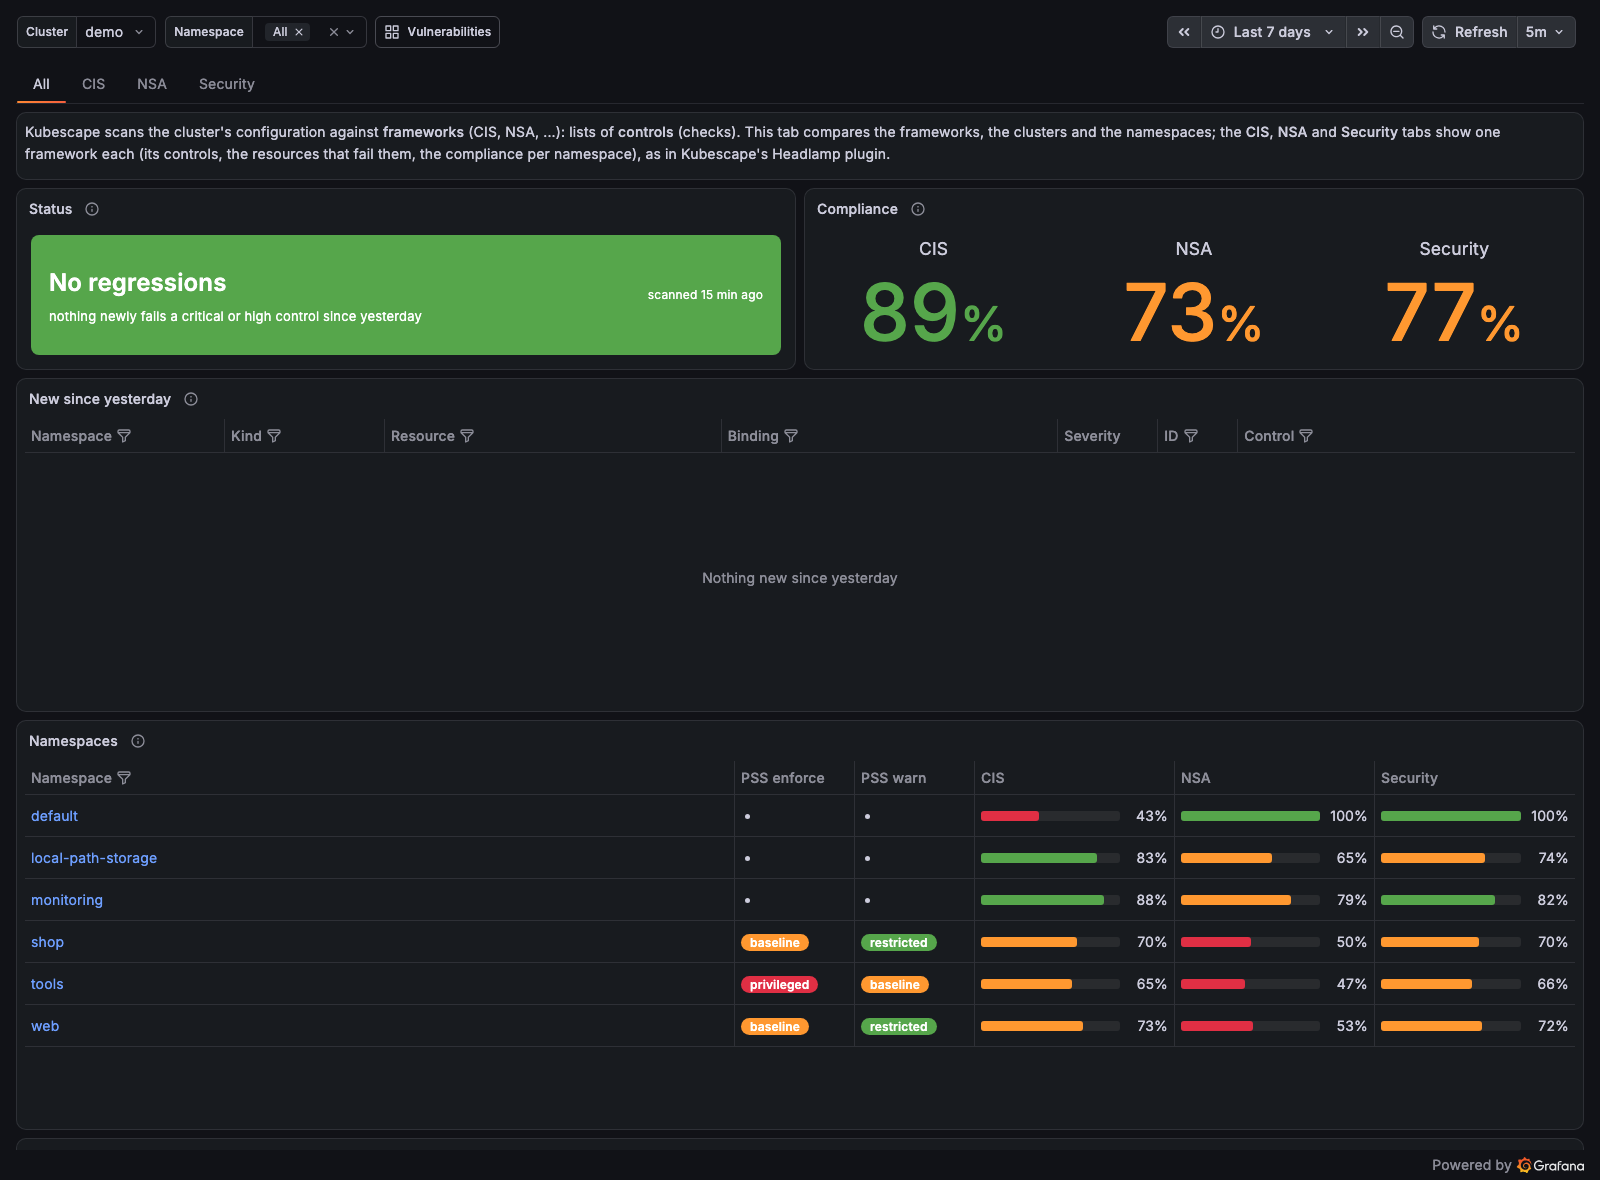 Cluster demo Namespace All Vulnerabilities Last 7 days Refresh 5m
All CIS NSA Security
Kubescape scans the cluster's configuration against frameworks (CIS, NSA, ...): lists of controls (checks). This tab compares the frameworks, the clusters and the namespaces; the CIS, NSA and Security tabs show one
framework each (its controls, the resources that fail them, the compliance per namespace), as in Kubescape's Headlamp plugin.
Status
No regressions
nothing newly fails a critical or high control since yesterday
scanned 15 min ago
Compliance
CIS NSA Security
89% 73% 77%
New since yesterday
Namespace Kind Resource Binding Severity ID Control
Nothing new since yesterday
Namespaces
Namespace PSS enforce PSS warn CIS NSA Security
default • • 43% 100% 100%
local-path-storage • • 83% 65% 74%
monitoring • • 88% 79% 82%
shop baseline restricted 70% 50% 70%
tools privileged baseline 65% 47% 66%
web baseline restricted 73% 53% 72%
Powered by Grafana